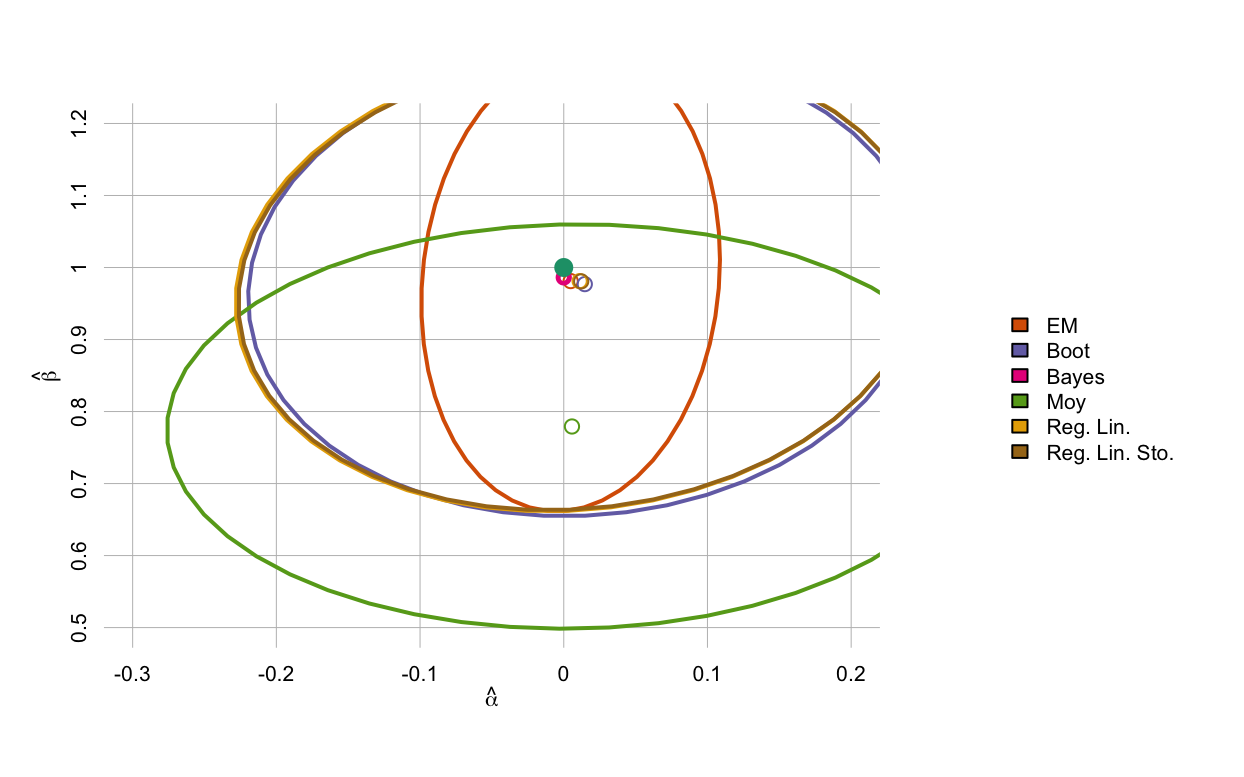 1.2
1.1
1
0.9
0.8
0.7
0.6
0.5
β̂
-0.3 -0.2 -0.1 0 0.1 0.2
α̂
EM
Boot
Bayes
Moy
Reg. Lin.
Reg. Lin. Sto.